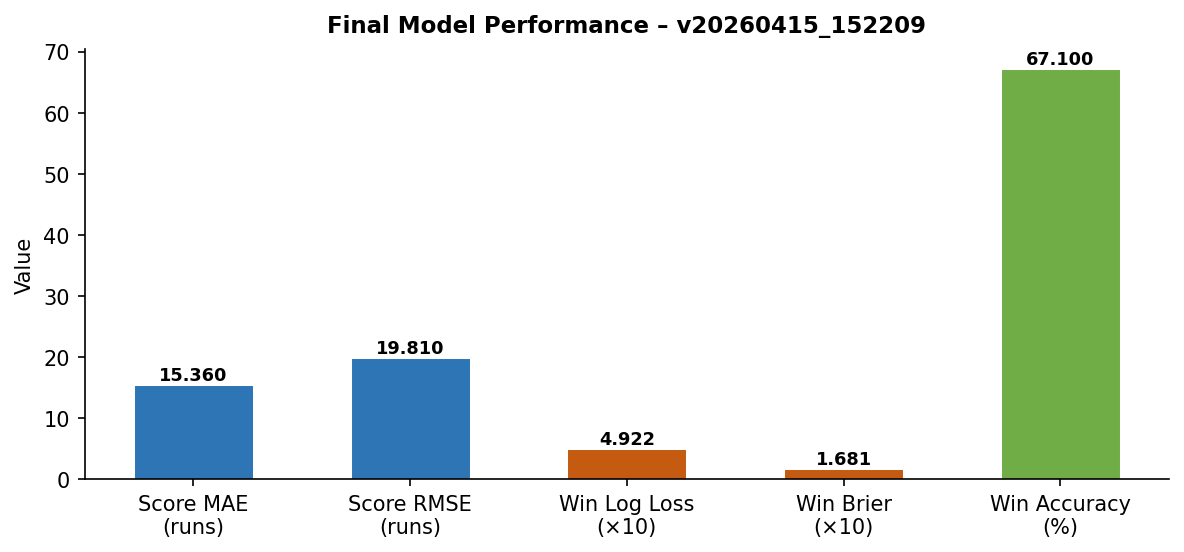 Final Model Performance – v20260415_152209
Value
70
60
50
40
30
20
10
0
15.360
19.810
4.922
1.681
67.100
Score MAE
(runs)
Score RMSE
(runs)
Win Log Loss
(×10)
Win Brier
(×10)
Win Accuracy
(%)